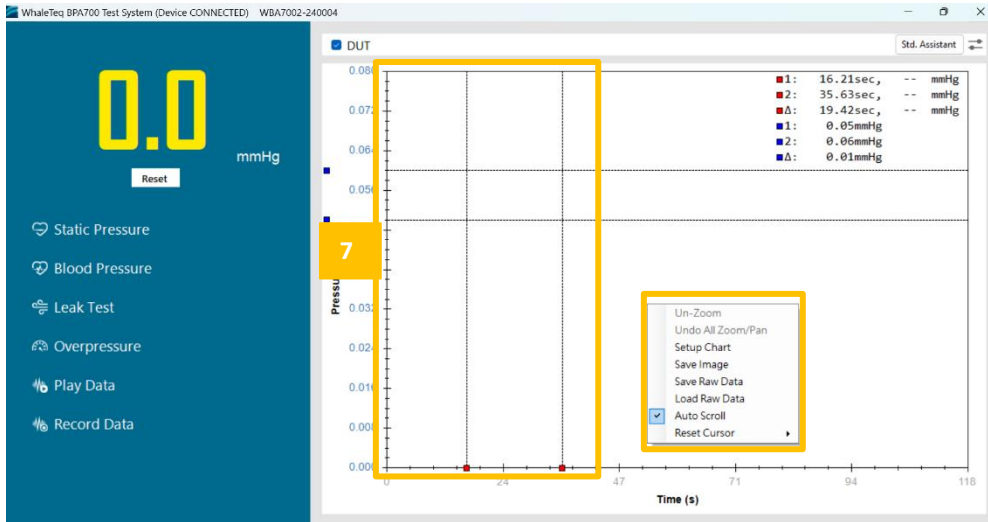 WhaleTeq BPA700 Test System (Device CONNECTED) WBA7002-240004
0.0
mmHg
Reset
Static Pressure
Blood Pressure
Leak Test
Overpressure
Play Data
Record Data
DUT
Std. Assistant
1: 16.21sec, -- mmHg
2: 35.63sec, -- mmHg
Δ: 19.42sec, -- mmHg
1: 0.05mmHg
2: 0.06mmHg
Δ: 0.01mmHg
0.080
0.072
0.064
0.056
7
0.032
0.024
0.016
0.008
0.000
Un-Zoom
Undo All Zoom/Pan
Setup Chart
Save Image
Save Raw Data
Load Raw Data
Auto Scroll
Reset Cursor
0 24 47 71 94 118
Time (s)